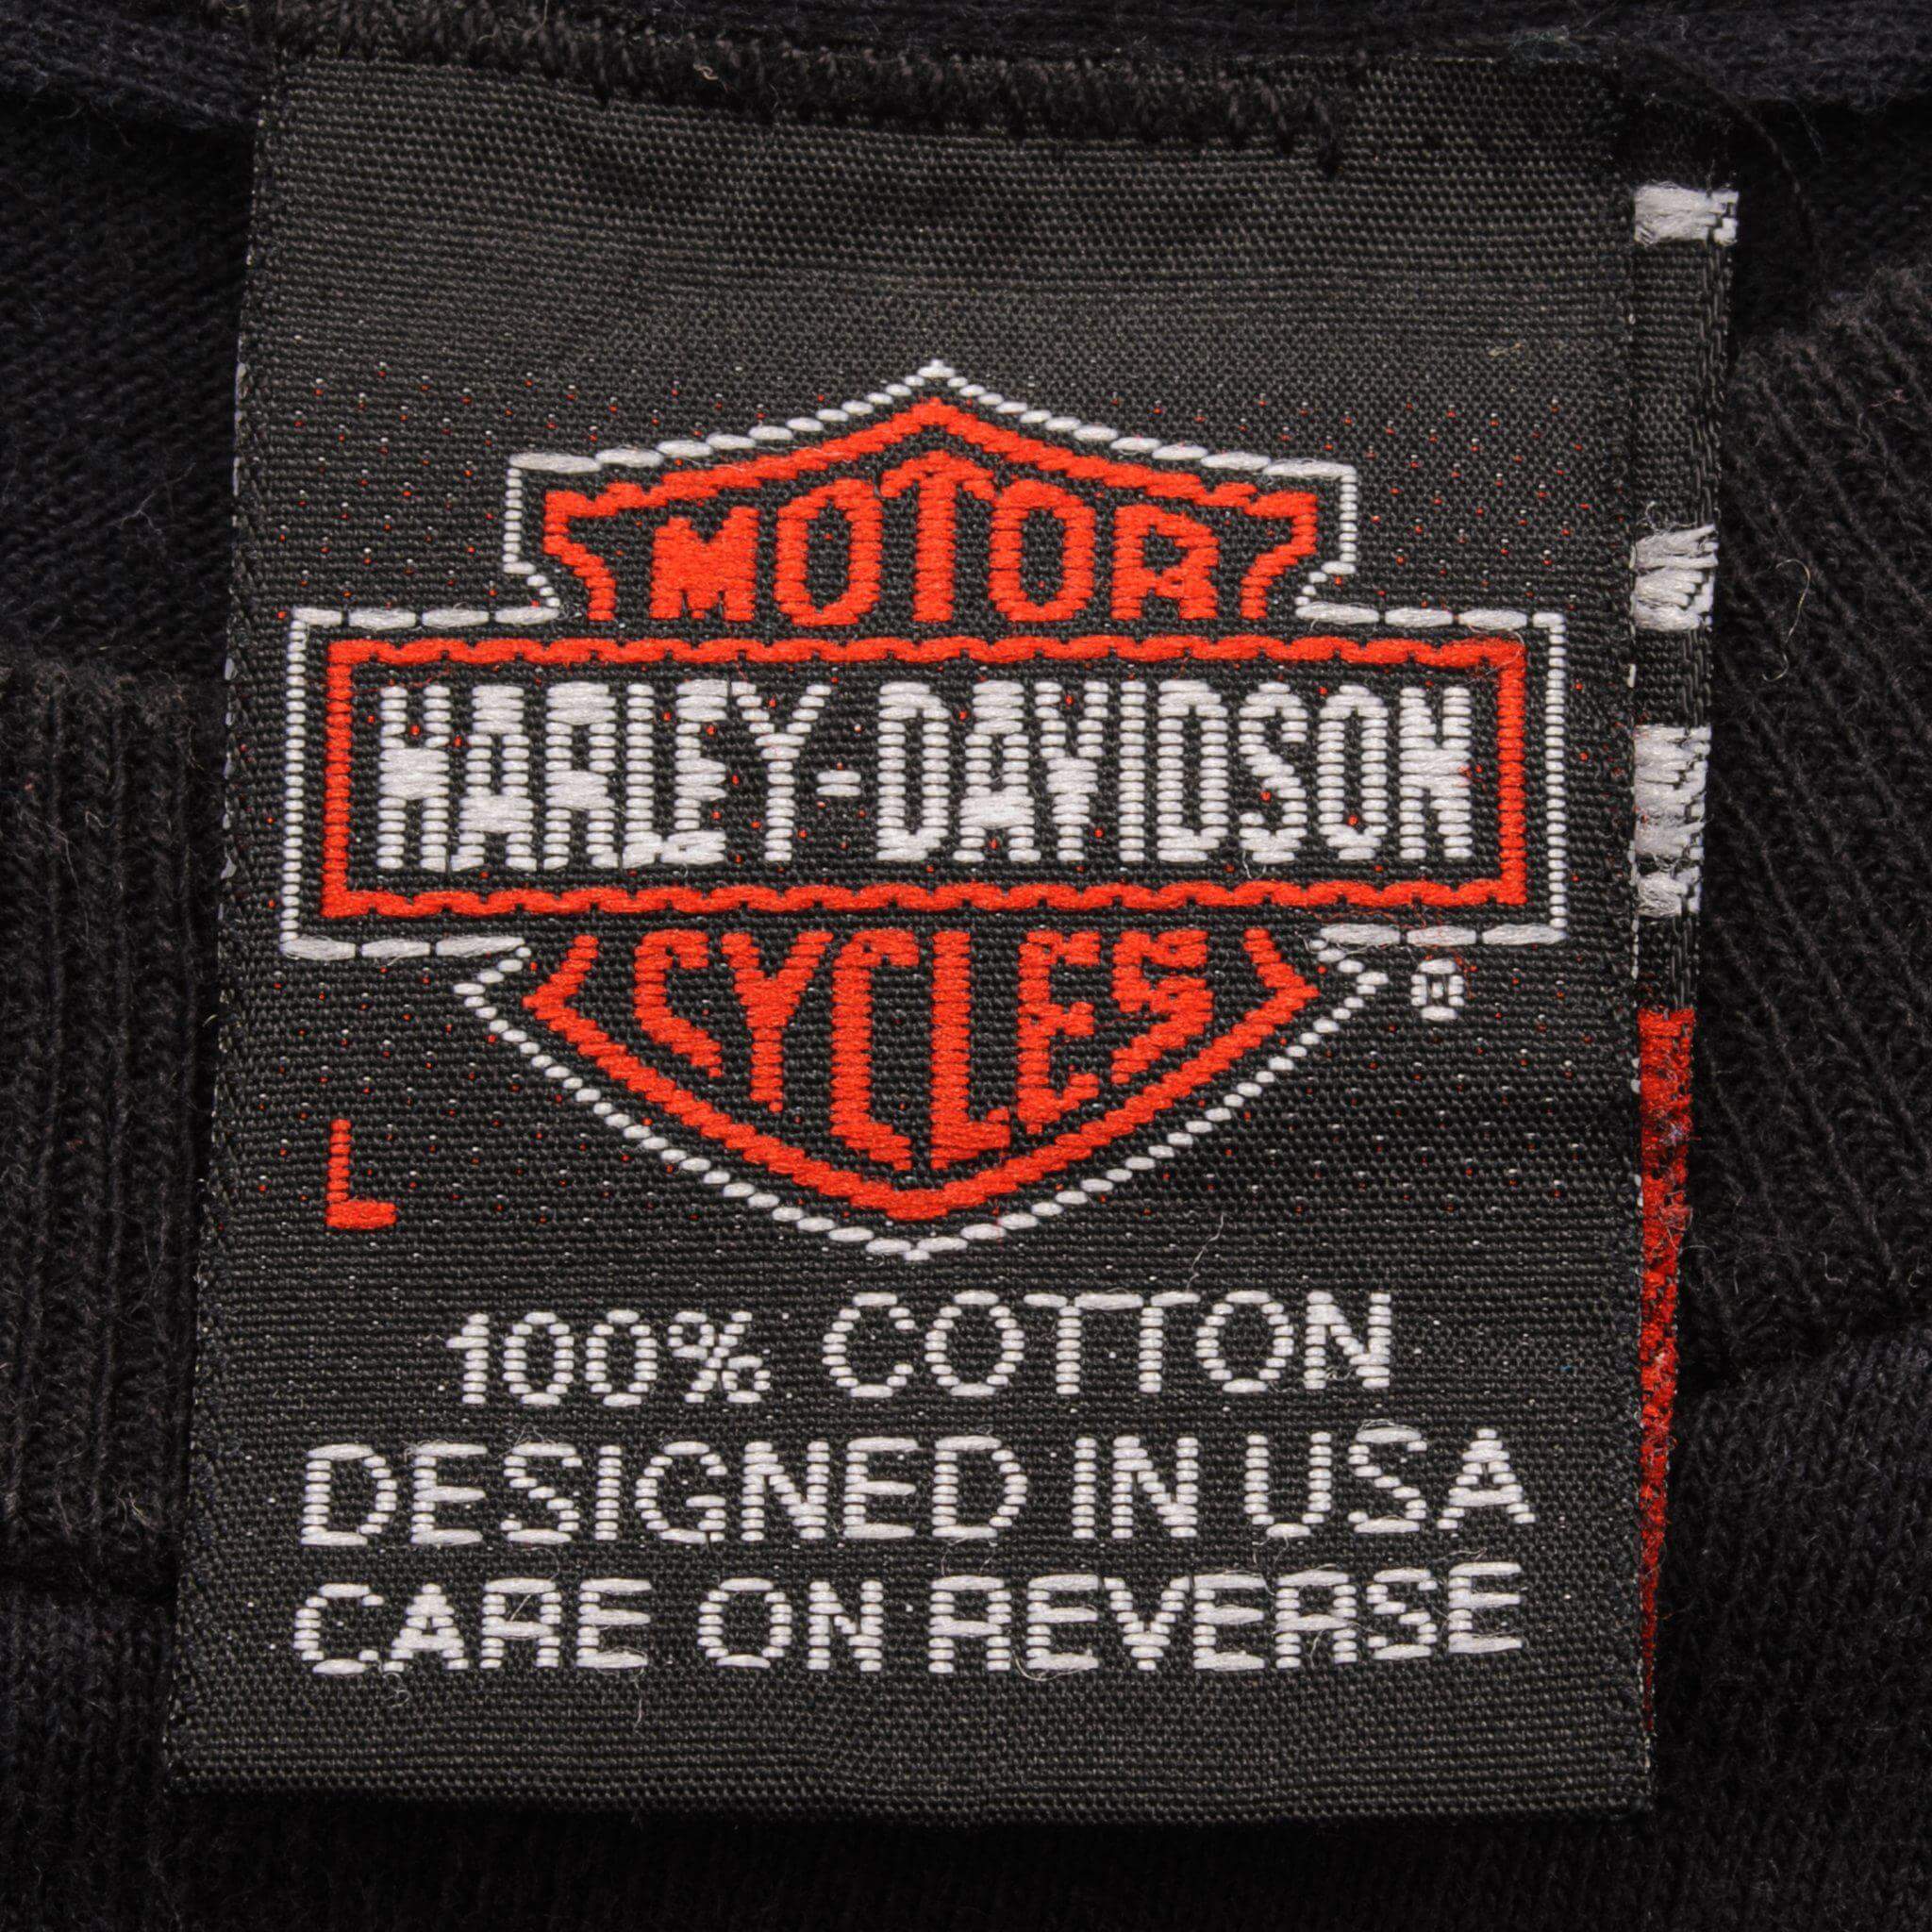 MOTOR
HARLEY-DAVIDSON
CYCLES
®
L
100% COTTON
DESIGNED IN USA
CARE ON REVERSE